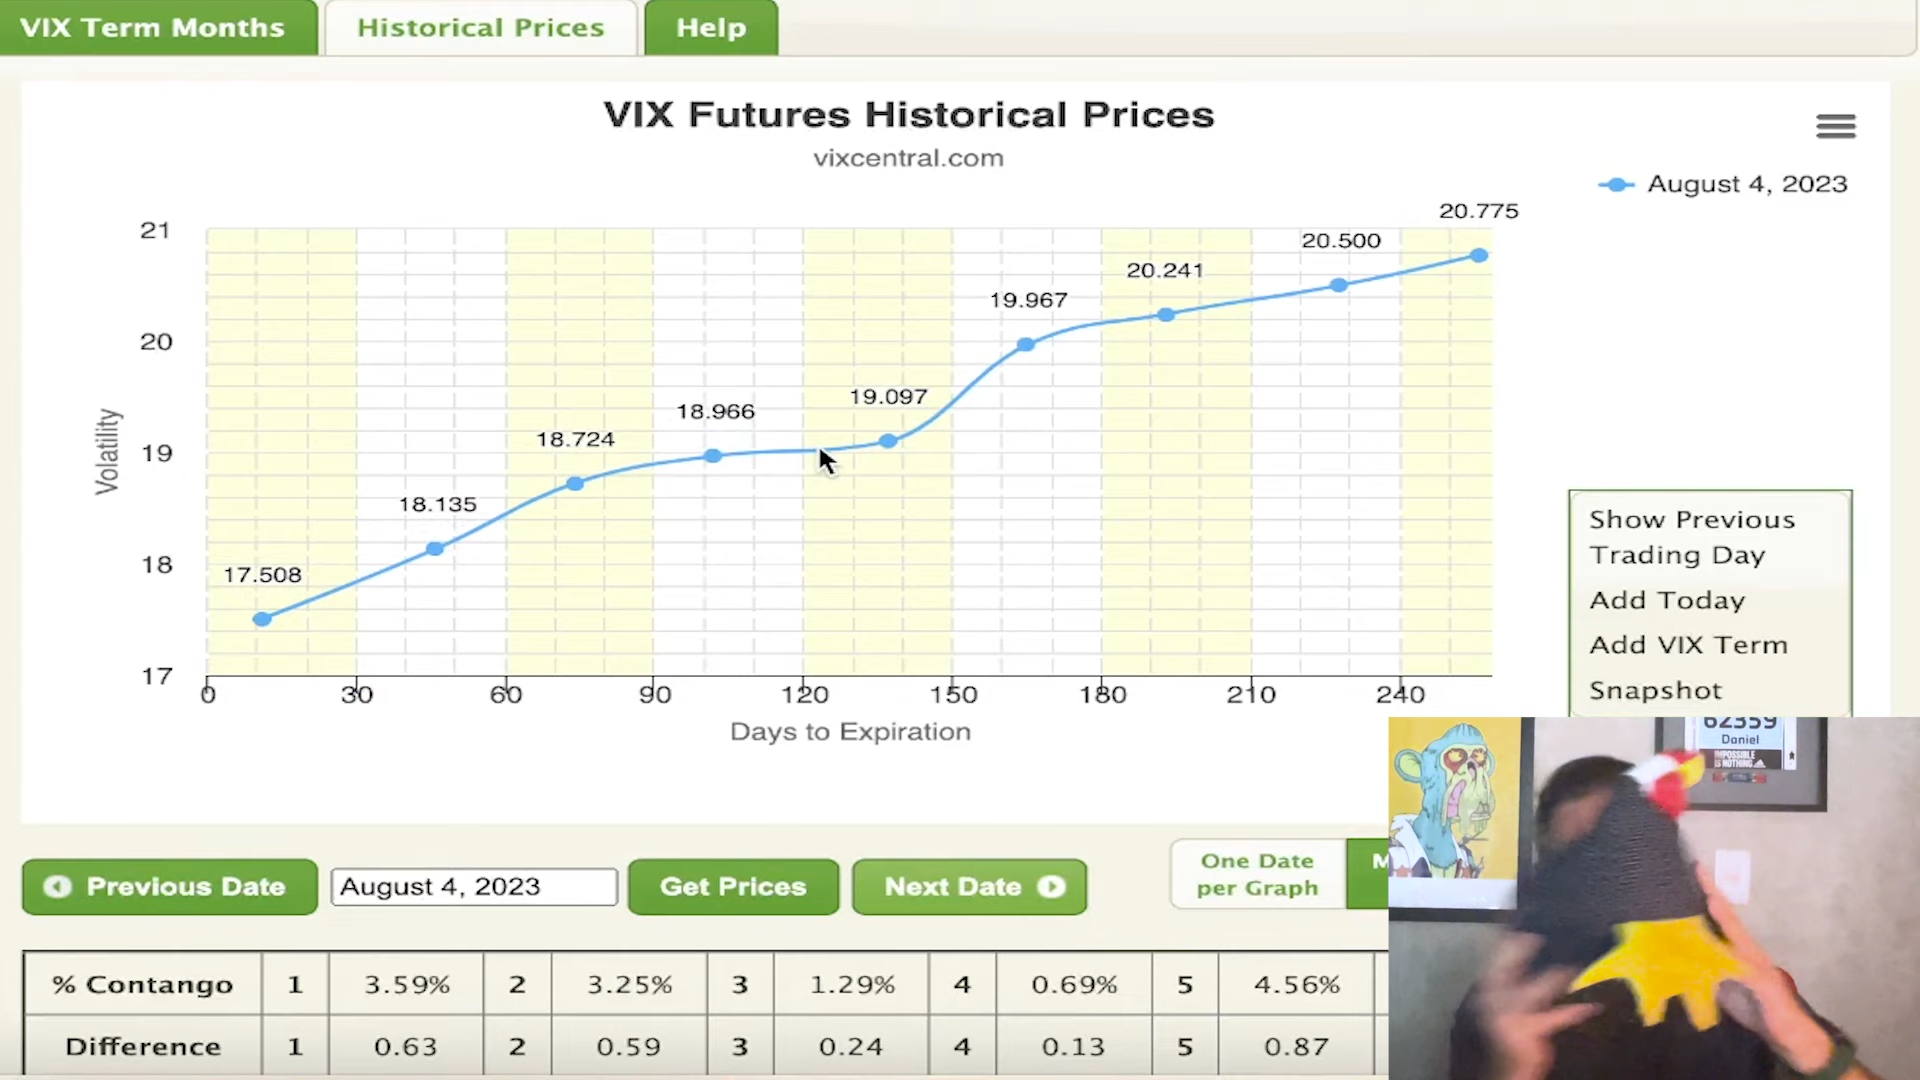 VIX Term Months
Historical Prices
Help
VIX Futures Historical Prices
vixcentral.com
August 4, 2023
20.775
20.500
20.241
19.967
19.097
18.966
18.724
18.135
17.508
21
20
19
18
17
Volatility
0 30 60 90 120 150 180 210 240
Days to Expiration
Show Previous
Trading Day
Add Today
Add VIX Term
Snapshot
62359
Daniel
IMPOSSIBLE
IS NOTHING
Previous Date
August 4, 2023
Get Prices
Next Date
One Date
per Graph
M
% Contango 1 3.59% 2 3.25% 3 1.29% 4 0.69% 5 4.56%
Difference 1 0.63 2 0.59 3 0.24 4 0.13 5 0.87